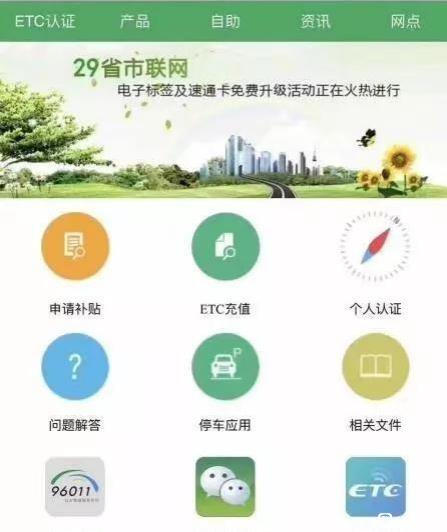 ETC认证 产品 自助 资讯 网点
29省市联网
电子标签及速通卡免费升级活动正在火热进行
申请补贴 ETC充值 个人认证
问题解答 停车应用 相关文件
96011 ETC